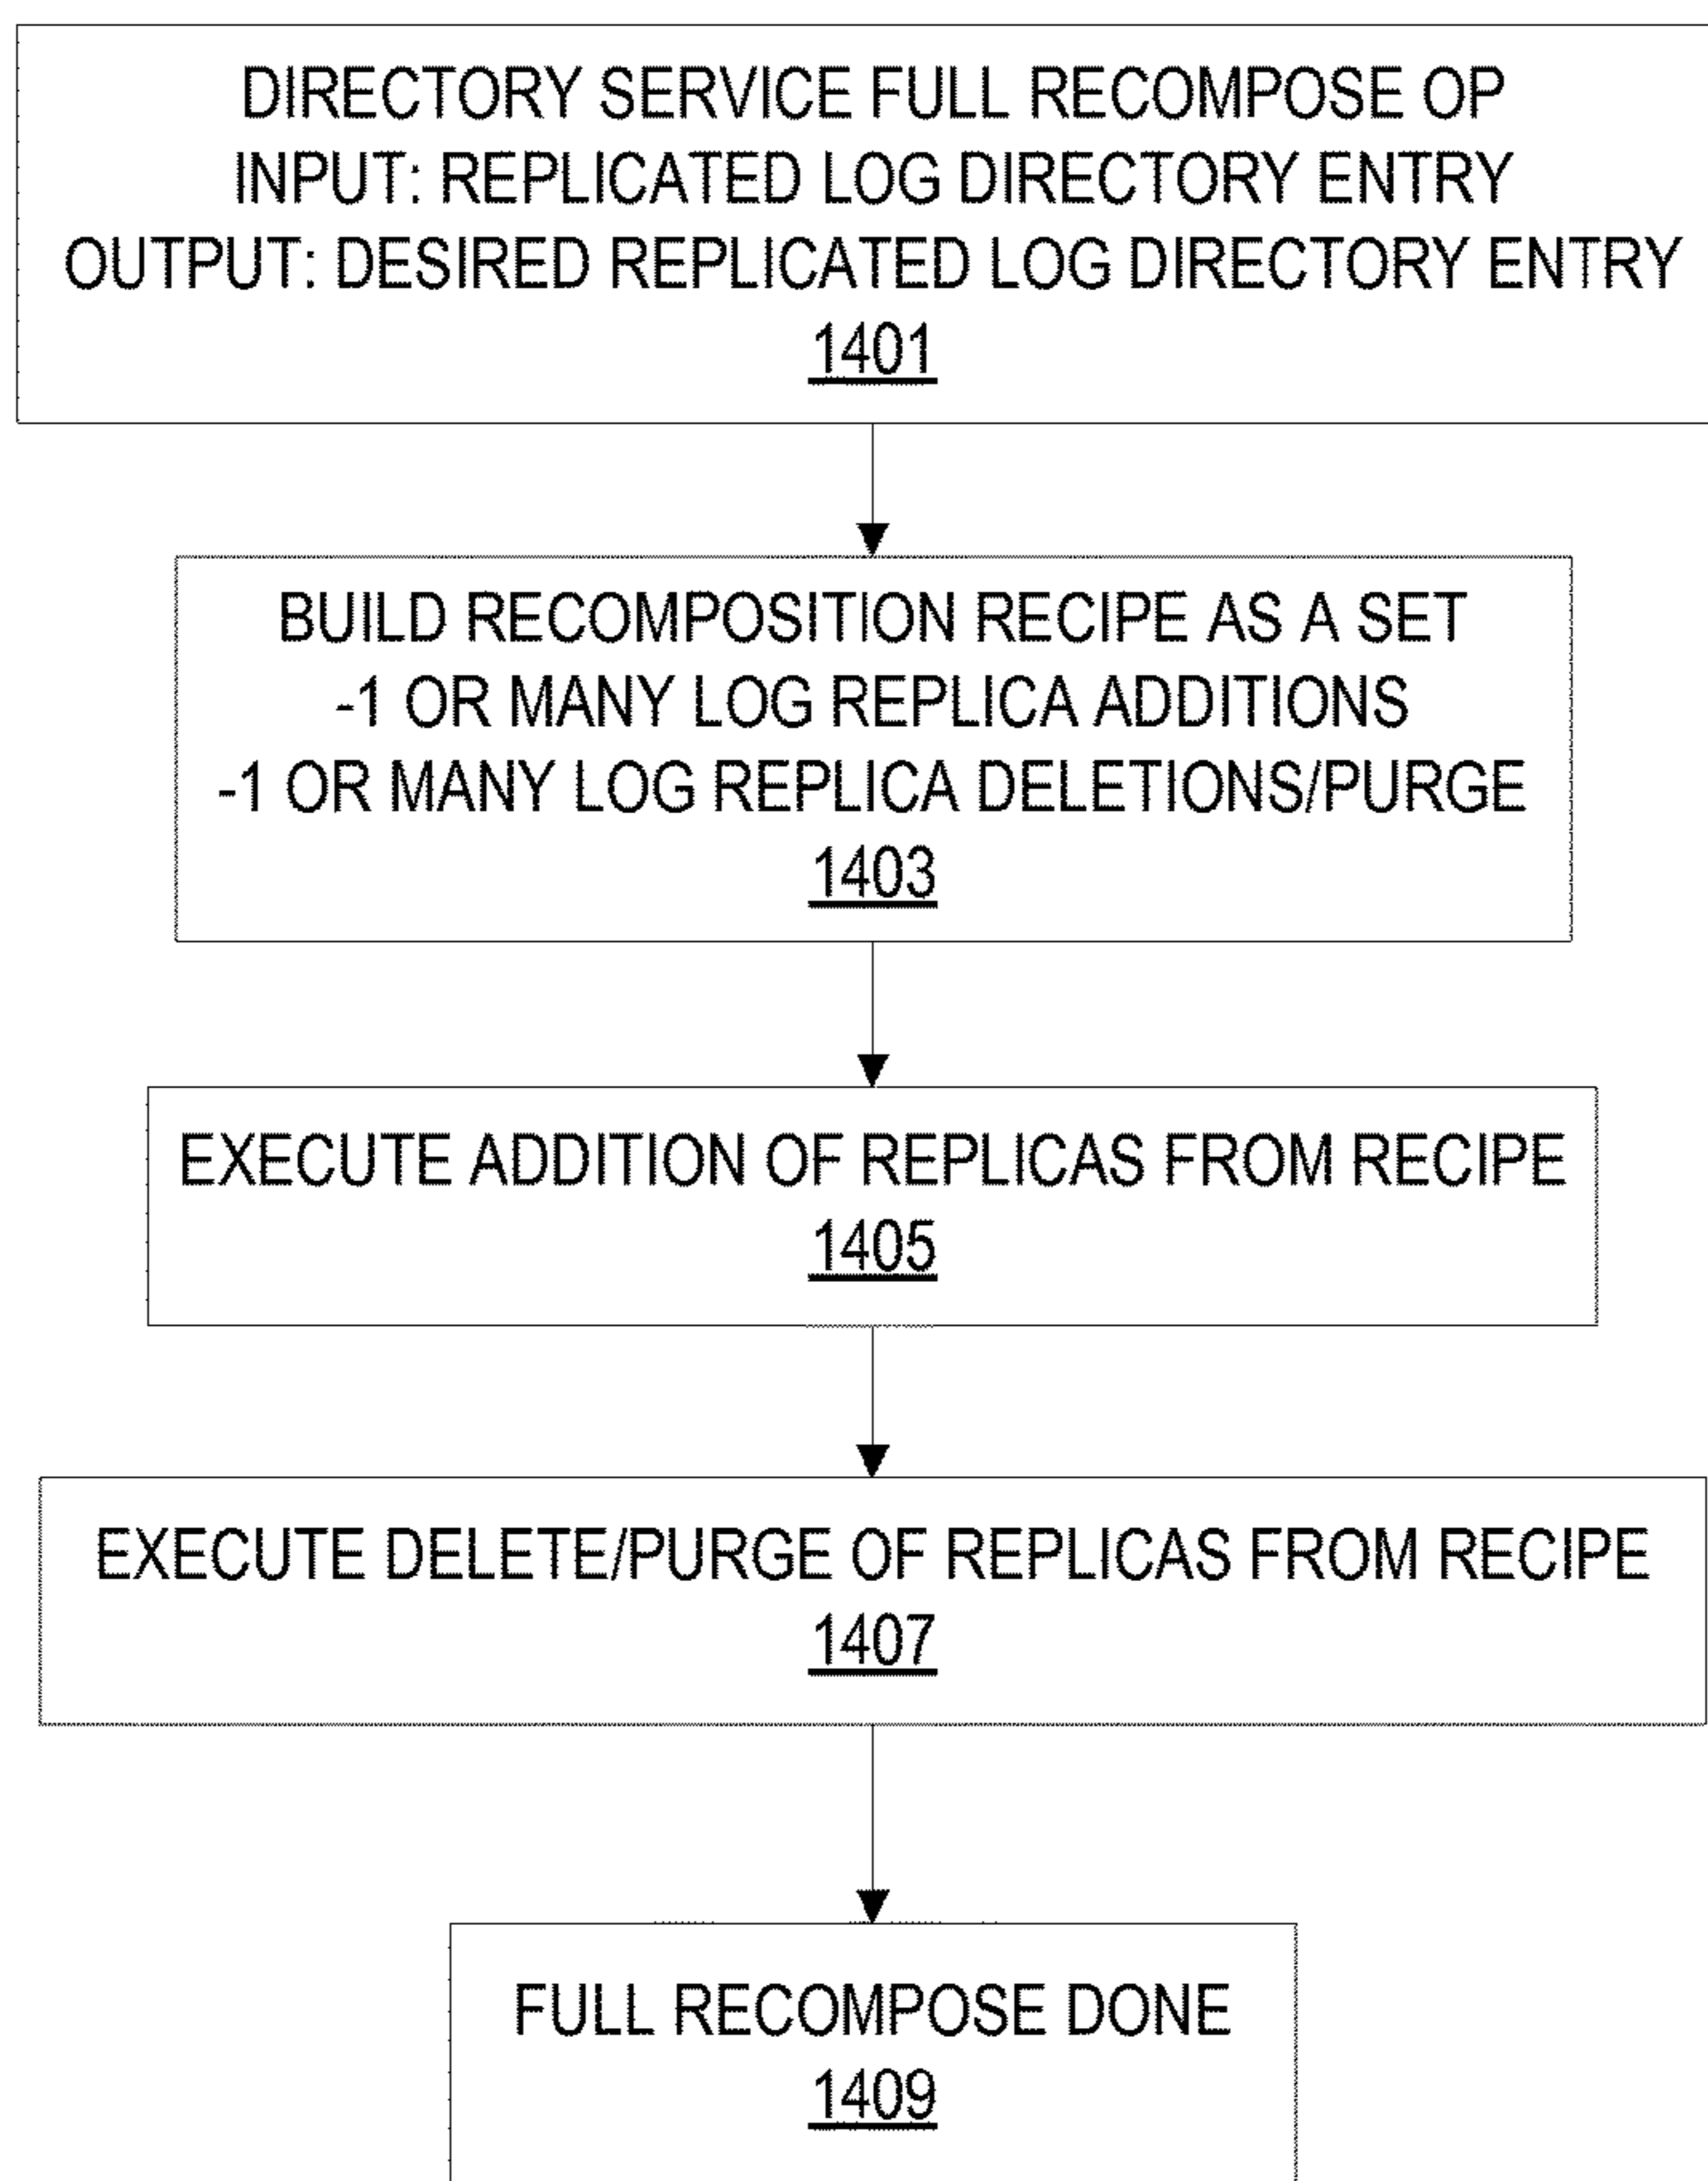 DIRECTORY SERVICE FULL RECOMPOSE OP
INPUT: REPLICATED LOG DIRECTORY ENTRY
OUTPUT: DESIRED REPLICATED LOG DIRECTORY ENTRY
1401
BUILD RECOMPOSITION RECIPE AS A SET
-1 OR MANY LOG REPLICA ADDITIONS
-1 OR MANY LOG REPLICA DELETIONS/PURGE
1403
EXECUTE ADDITION OF REPLICAS FROM RECIPE
1405
EXECUTE DELETE/PURGE OF REPLICAS FROM RECIPE
1407
FULL RECOMPOSE DONE
1409